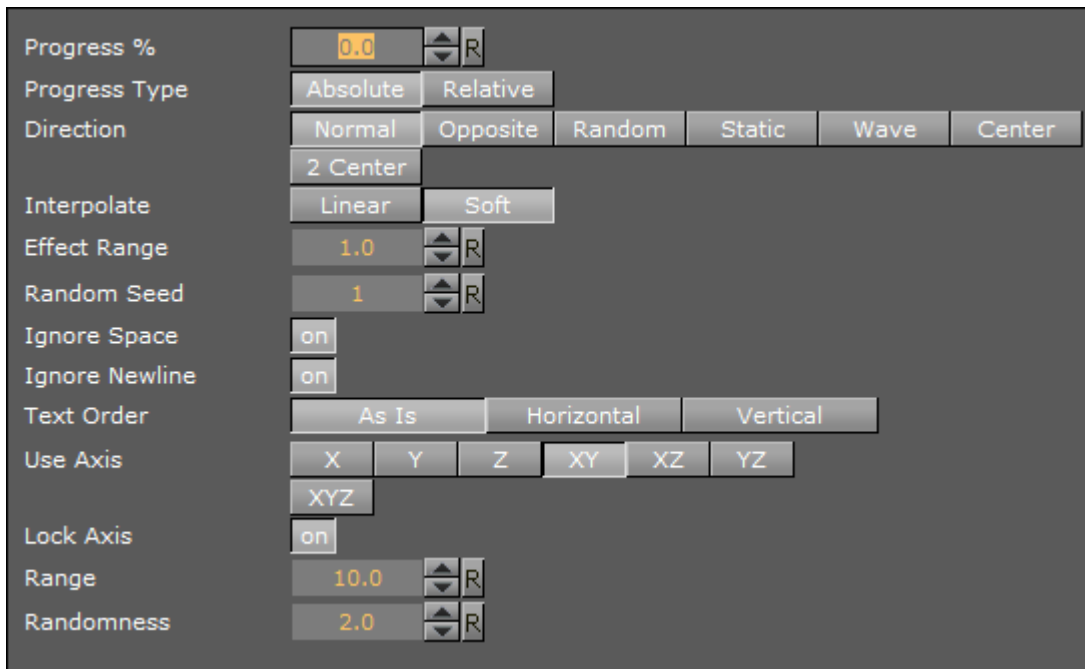 Progress % 0.0 R
Progress Type Absolute Relative
Direction Normal Opposite Random Static Wave Center
2 Center
Interpolate Linear Soft
Effect Range 1.0 R
Random Seed 1 R
Ignore Space on
Ignore Newline on
Text Order As Is Horizontal Vertical
Use Axis X Y Z XY XZ YZ
XYZ
Lock Axis on
Range 10.0 R
Randomness 2.0 R